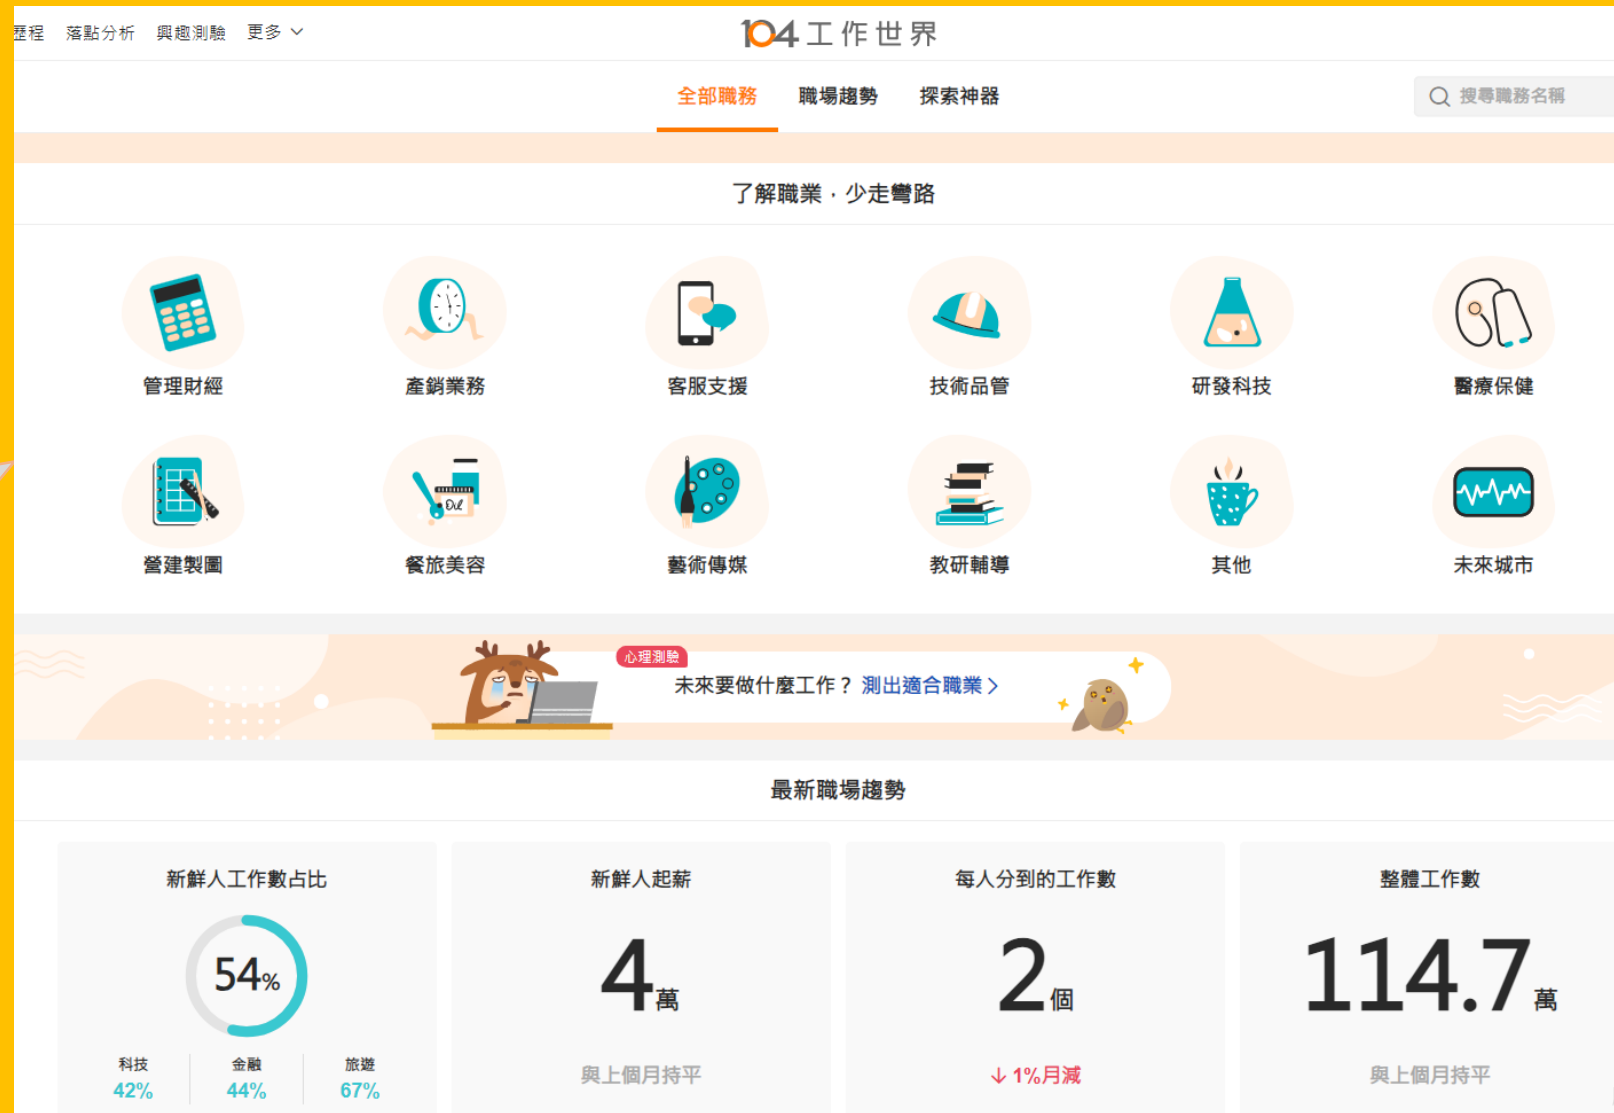 歷程 落點分析 興趣測驗 更多
104工作世界
全部職務 職場趨勢 探索神器
搜尋職務名稱
了解職業．少走彎路
管理財經 產銷業務 客服支援 技術品管 研發科技 醫療保健
營建製圖 餐旅美容 藝術傳媒 教研輔導 其他 未來城市
心理測驗
未來要做什麼工作？ 測出適合職業
最新職場趨勢
新鮮人工作數占比
54%
科技 金融 旅遊
42% 44% 67%
新鮮人起薪
4萬
與上個月持平
每人分到的工作數
2個
↓1%月減
整體工作數
114.7萬
與上個月持平